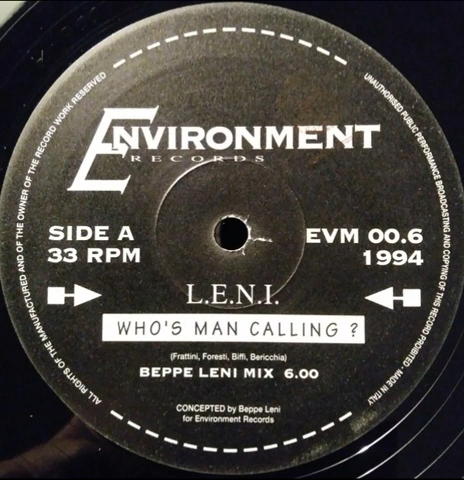 ALL RIGHTS OF THE MANUFACTURED AND OF THE OWNER OF THE RECORD WORK RESERVED
UNAUTHORISED PUBLIC PERFORMANCE BROADCASTING AND COPYING OF THIS RECORD PROIBITED - MADE IN ITALY
ENVIRONMENT
RECORDS
SIDE A
33 RPM
EVM 00.6
1994
L.E.N.I.
WHO'S MAN CALLING ?
(Frattini, Foresti, Biffi, Bericchia)
BEPPE LENI MIX 6.00
CONCEPTED by Beppe Leni
for Environment Records